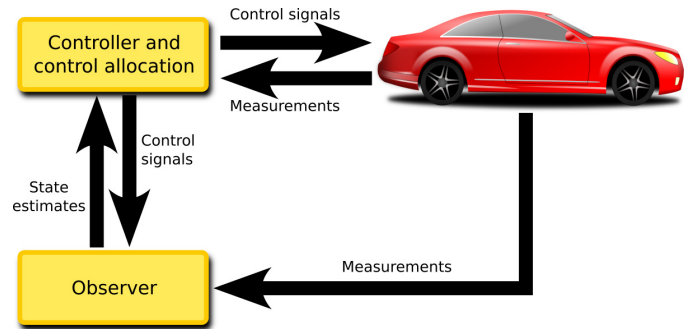 Control signals
Controller and
control allocation
Measurements
Control
signals
State
estimates
Measurements
Observer